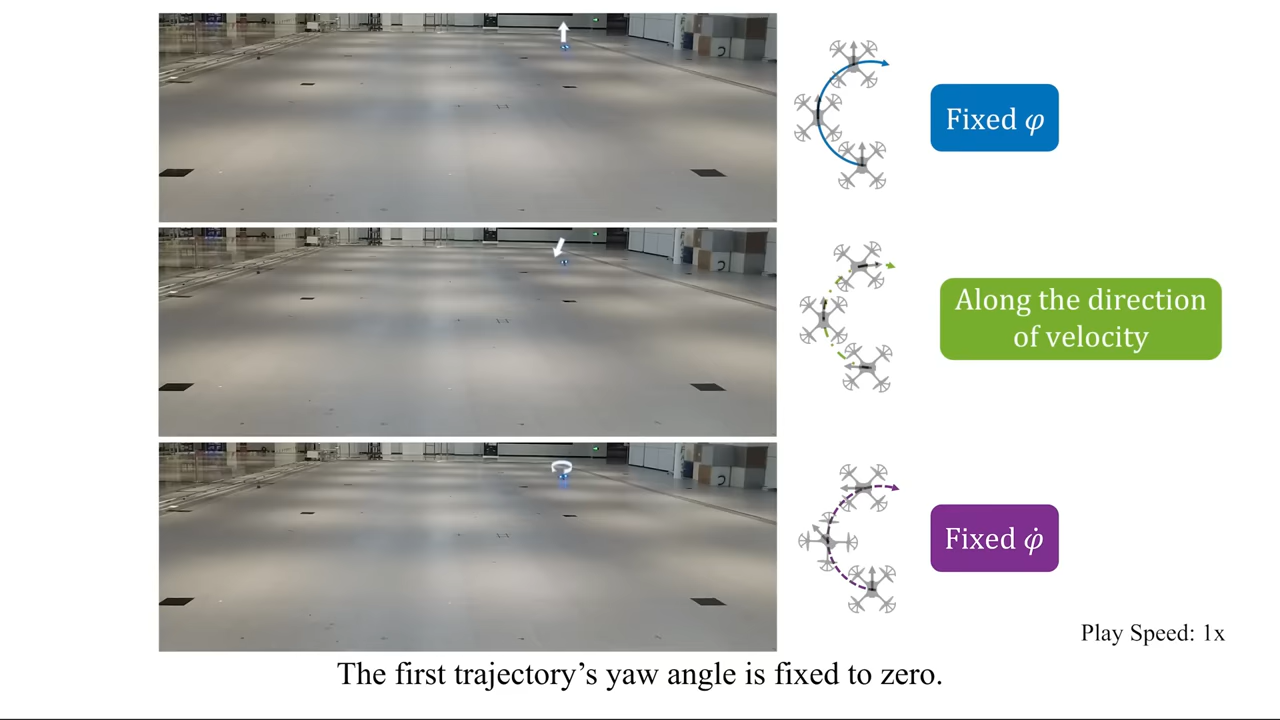 Fixed φ
Along the direction
of velocity
Fixed φ̇
Play Speed: 1x
The first trajectory’s yaw angle is fixed to zero.